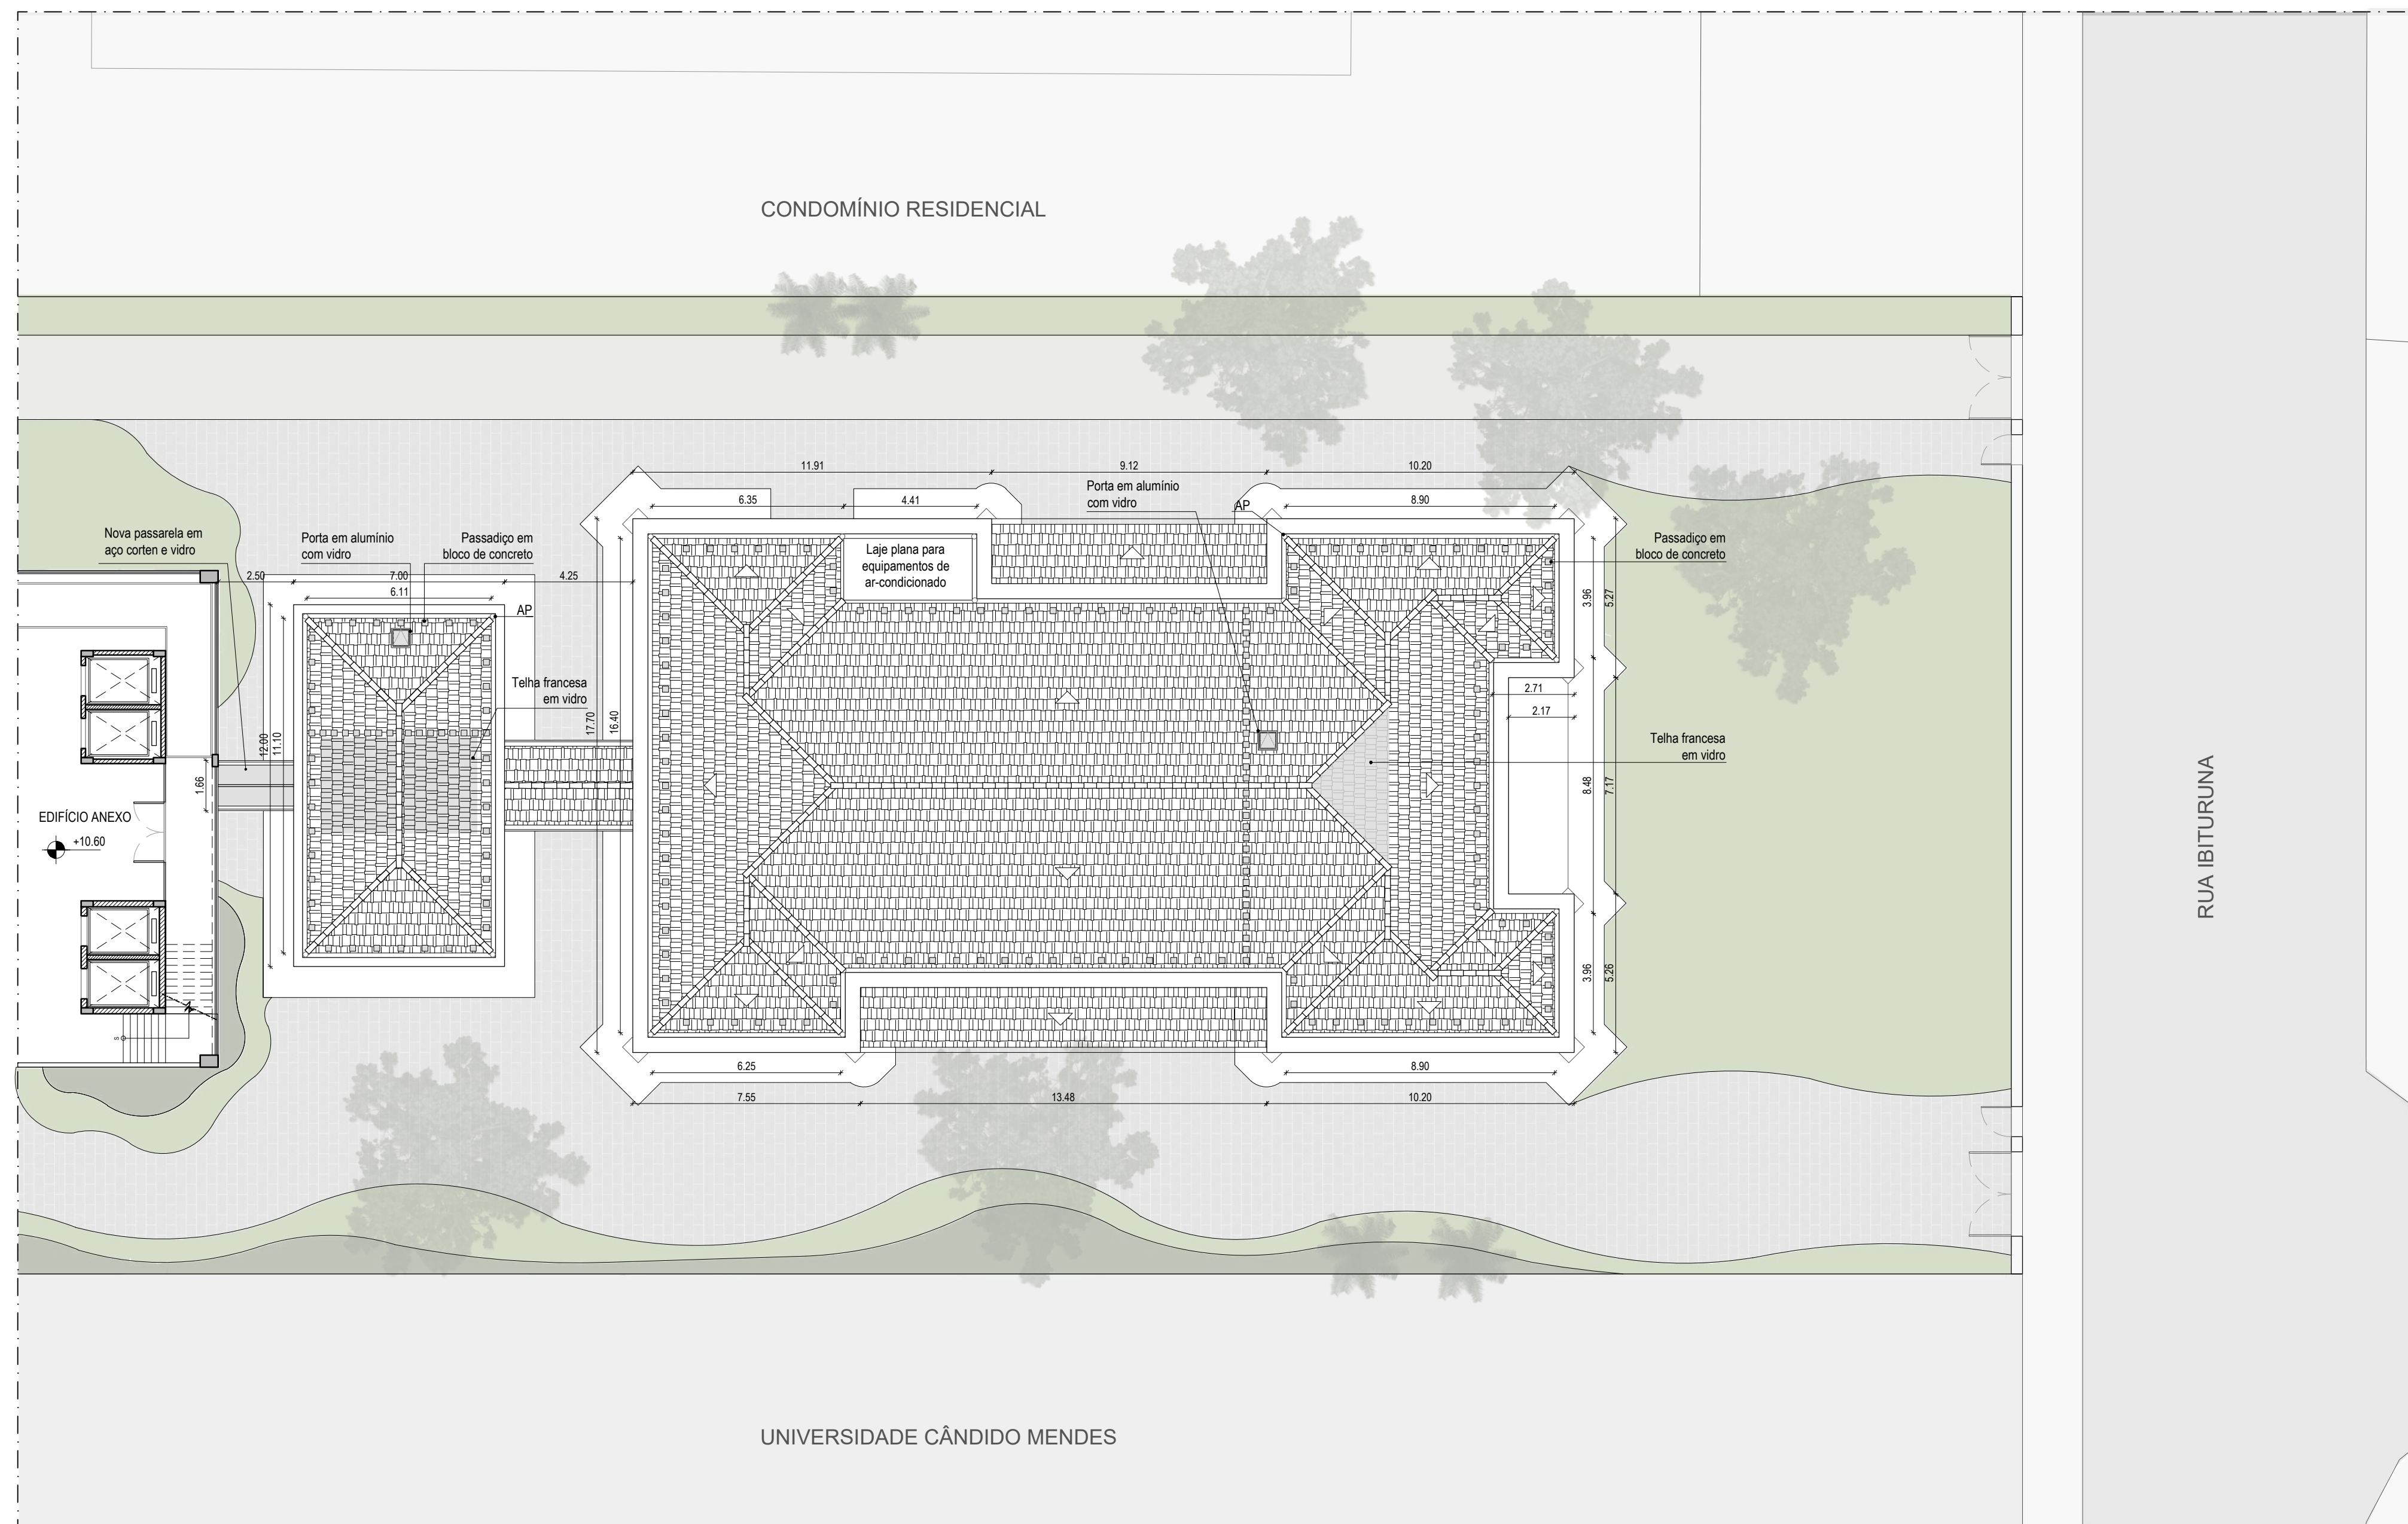 CONDOMÍNIO RESIDENCIAL
11.91
9.12
10.20
6.35
4.41
Porta em alumínio
com vidro
AP
8.90
Nova passarela em
aço corten e vidro
Porta em alumínio
com vidro
Passadiço em
bloco de concreto
Laje plana para
equipamentos de
ar-condicionado
Passadiço em
bloco de concreto
2.50
7.00
4.25
6.11
AP
3.96
5.27
Telha francesa
em vidro
2.71
2.17
17.70
16.40
12.00
11.10
Telha francesa
em vidro
1.66
8.48
7.17
EDIFÍCIO ANEXO
+10.60
RUA IBITURUNA
3.96
5.26
S
6.25
8.90
7.55
13.48
10.20
UNIVERSIDADE CÂNDIDO MENDES